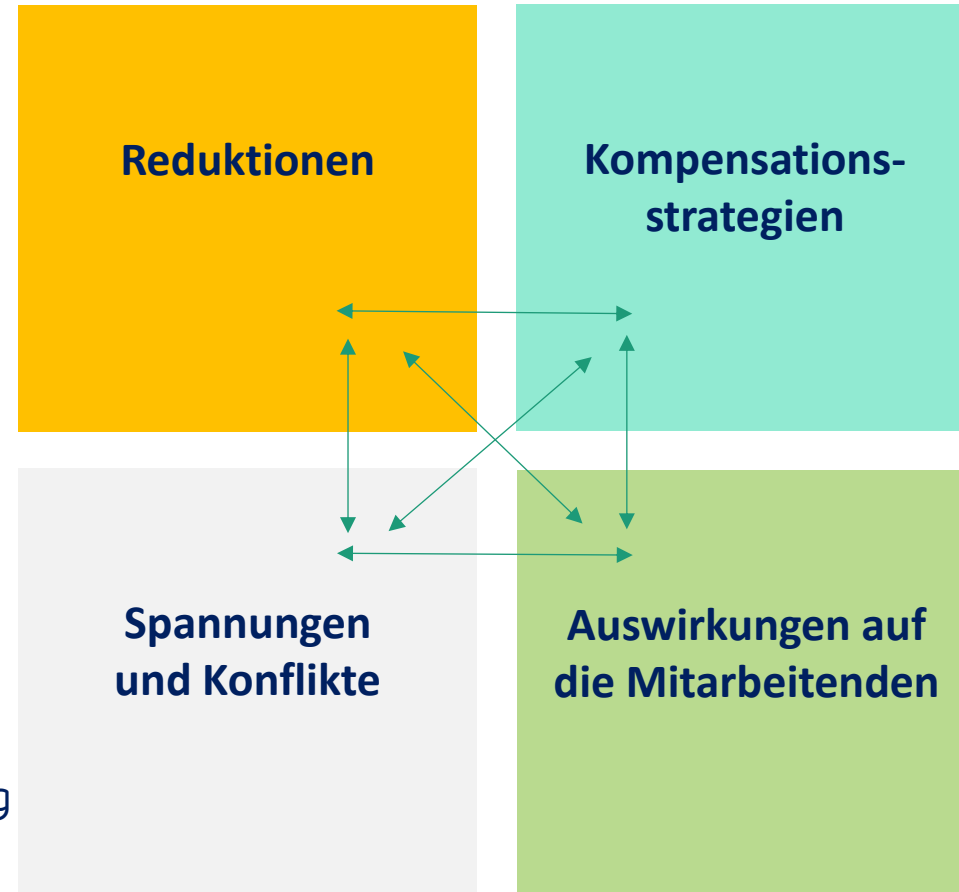 Reduktionen
Kompensations-
strategien
Spannungen
und Konflikte
Auswirkungen auf
die Mitarbeitenden
g